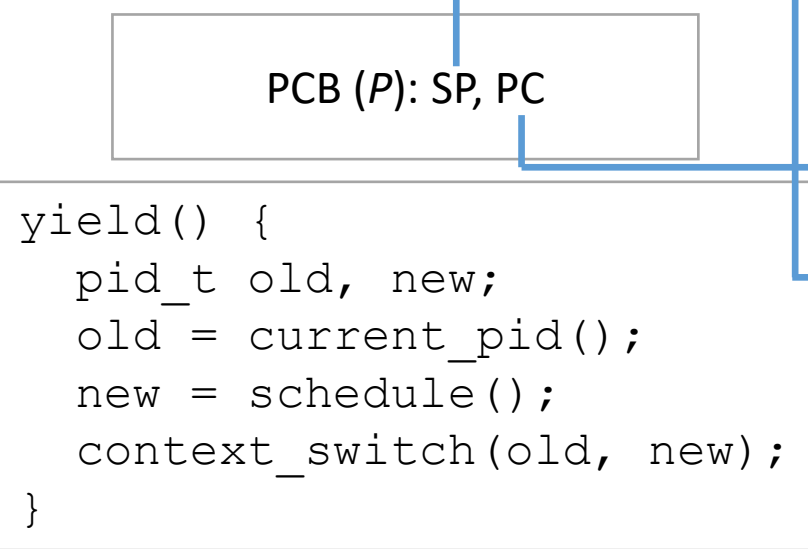 PCB (P): SP, PC
yield() {
  pid_t old, new;
  old = current_pid();
  new = schedule();
  context_switch(old, new);
}